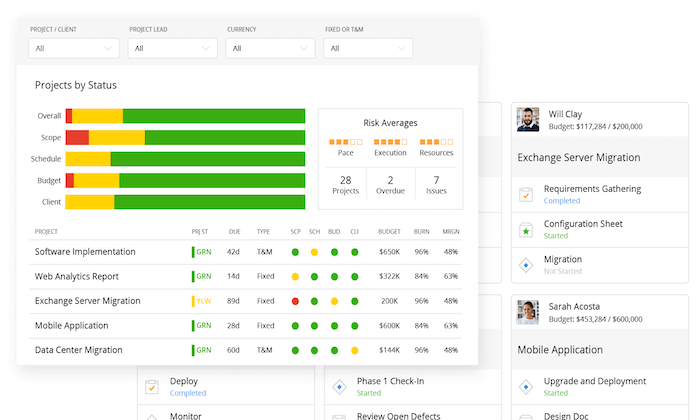 PROJECT / CLIENT PROJECT LEAD CURRENCY FIXED OR T&M
All All All All
Projects by Status
Overall
Scope
Schedule
Budget
Client
Risk Averages
Pace Execution Resources
28 2 7
Projects Overdue Issues
PROJECT PRJ ST DUE TYPE SCP SCH BUD CLI BUDGET BURN MRGN
Software Implementation GRN 42d T&M $650K 96% 48%
Web Analytics Report GRN 14d Fixed $322K 84% 63%
Exchange Server Migration YLW 89d Fixed 200K 96% 48%
Mobile Application GRN 28d Fixed $600K 84% 63%
Data Center Migration GRN 60d T&M $144K 96% 48%
Will Clay
Budget: $117,284 / $200,000
Exchange Server Migration
Requirements Gathering
Completed
Configuration Sheet
Started
Migration
Not Started
Sarah Acosta
Budget: $453,284 / $600,000
Mobile Application
Deploy
Completed
Monitor
Phase 1 Check-In
Started
Review Open Defects
Upgrade and Deployment
Started
Design Doc